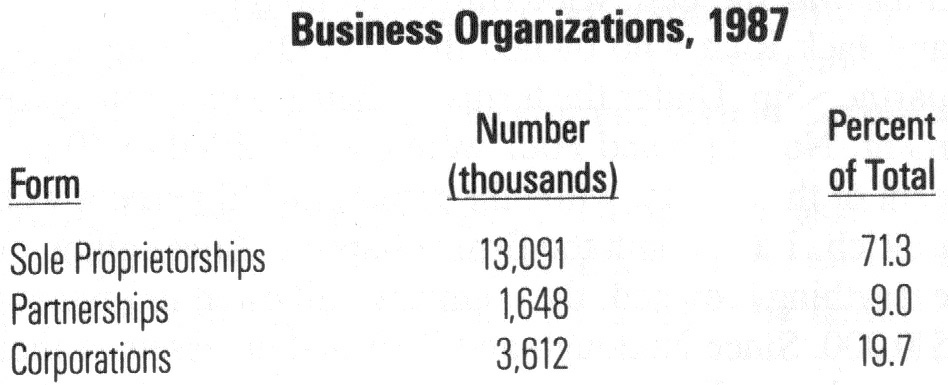 Business Organizations, 1987
Number Percent
Form (thousands) of Total
Sole Proprietorships 13,091 71.3
Partnerships 1,648 9.0
Corporations 3,612 19.7